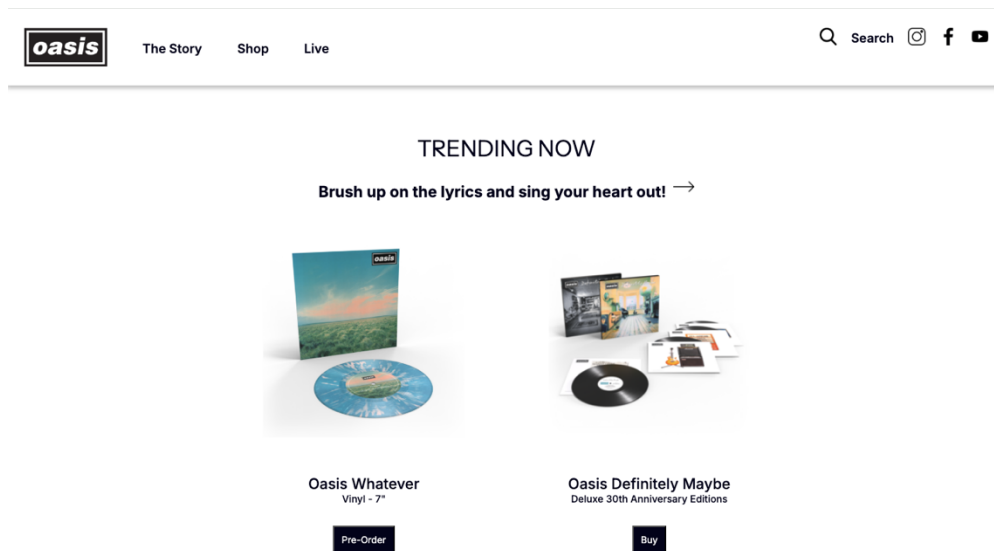 oasis
The Story
Shop
Live
Search
TRENDING NOW
Brush up on the lyrics and sing your heart out!
oasis
Oasis Whatever
Vinyl - 7"
Pre-Order
Oasis Definitely Maybe
Deluxe 30th Anniversary Editions
Buy